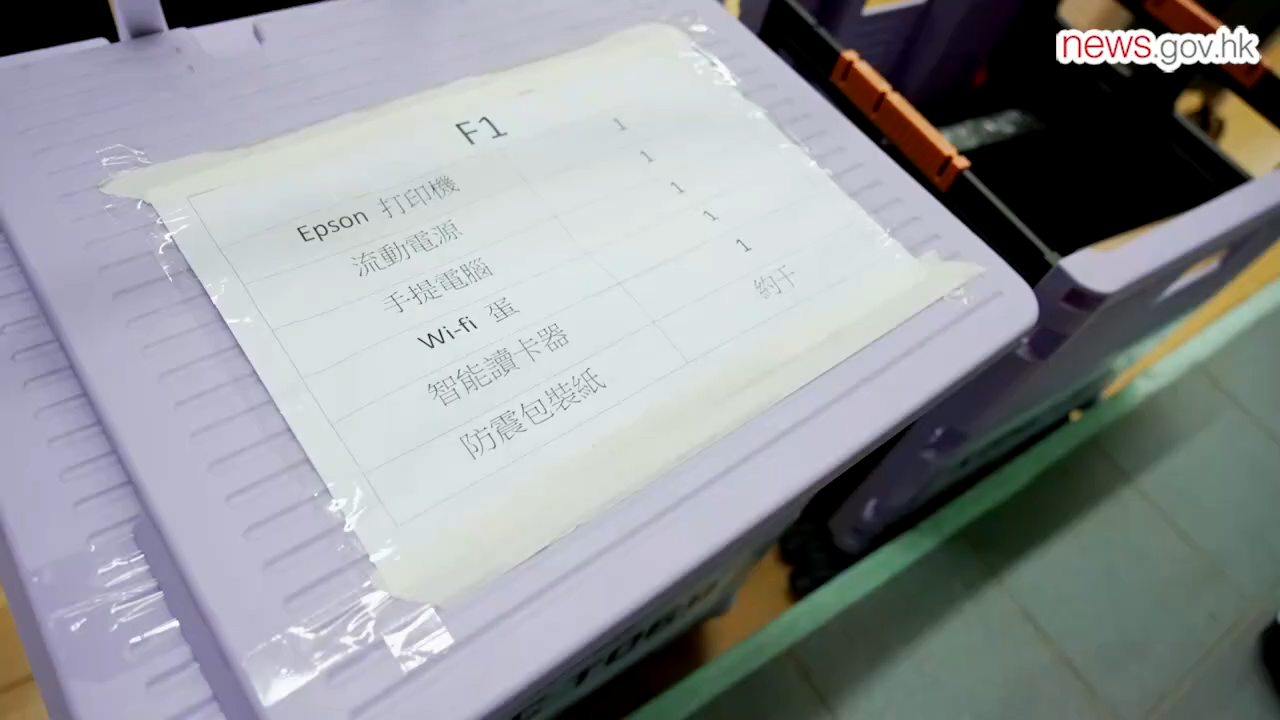 news.gov.hk
F1
Epson 打印機 1
流動電源 1
手提電腦 1
Wi-fi 蛋 1
智能讀卡器 1
防震包裝紙 約干